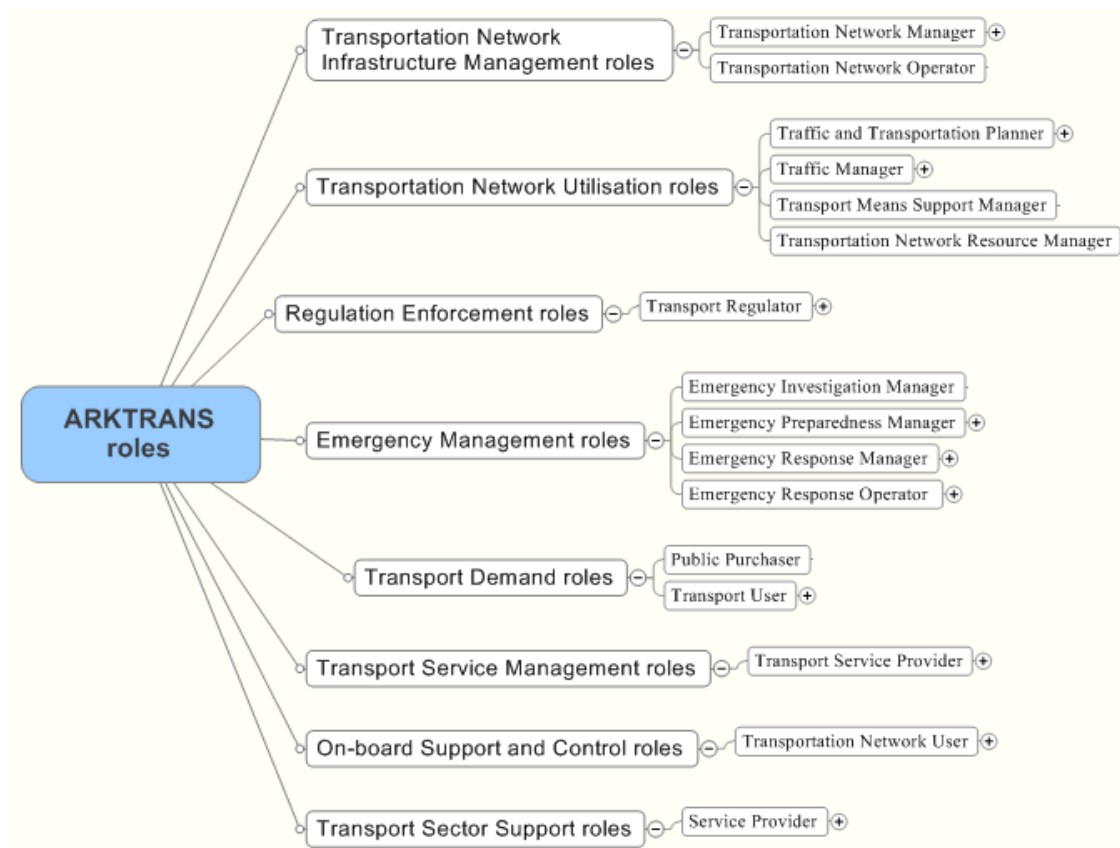 Transportation Network
Infrastructure Management roles
Transportation Network Manager
Transportation Network Operator
Transportation Network Utilisation roles
Traffic and Transportation Planner
Traffic Manager
Transport Means Support Manager
Transportation Network Resource Manager
Regulation Enforcement roles
Transport Regulator
ARKTRANS
roles
Emergency Management roles
Emergency Investigation Manager
Emergency Preparedness Manager
Emergency Response Manager
Emergency Response Operator
Transport Demand roles
Public Purchaser
Transport User
Transport Service Management roles
Transport Service Provider
On-board Support and Control roles
Transportation Network User
Transport Sector Support roles
Service Provider